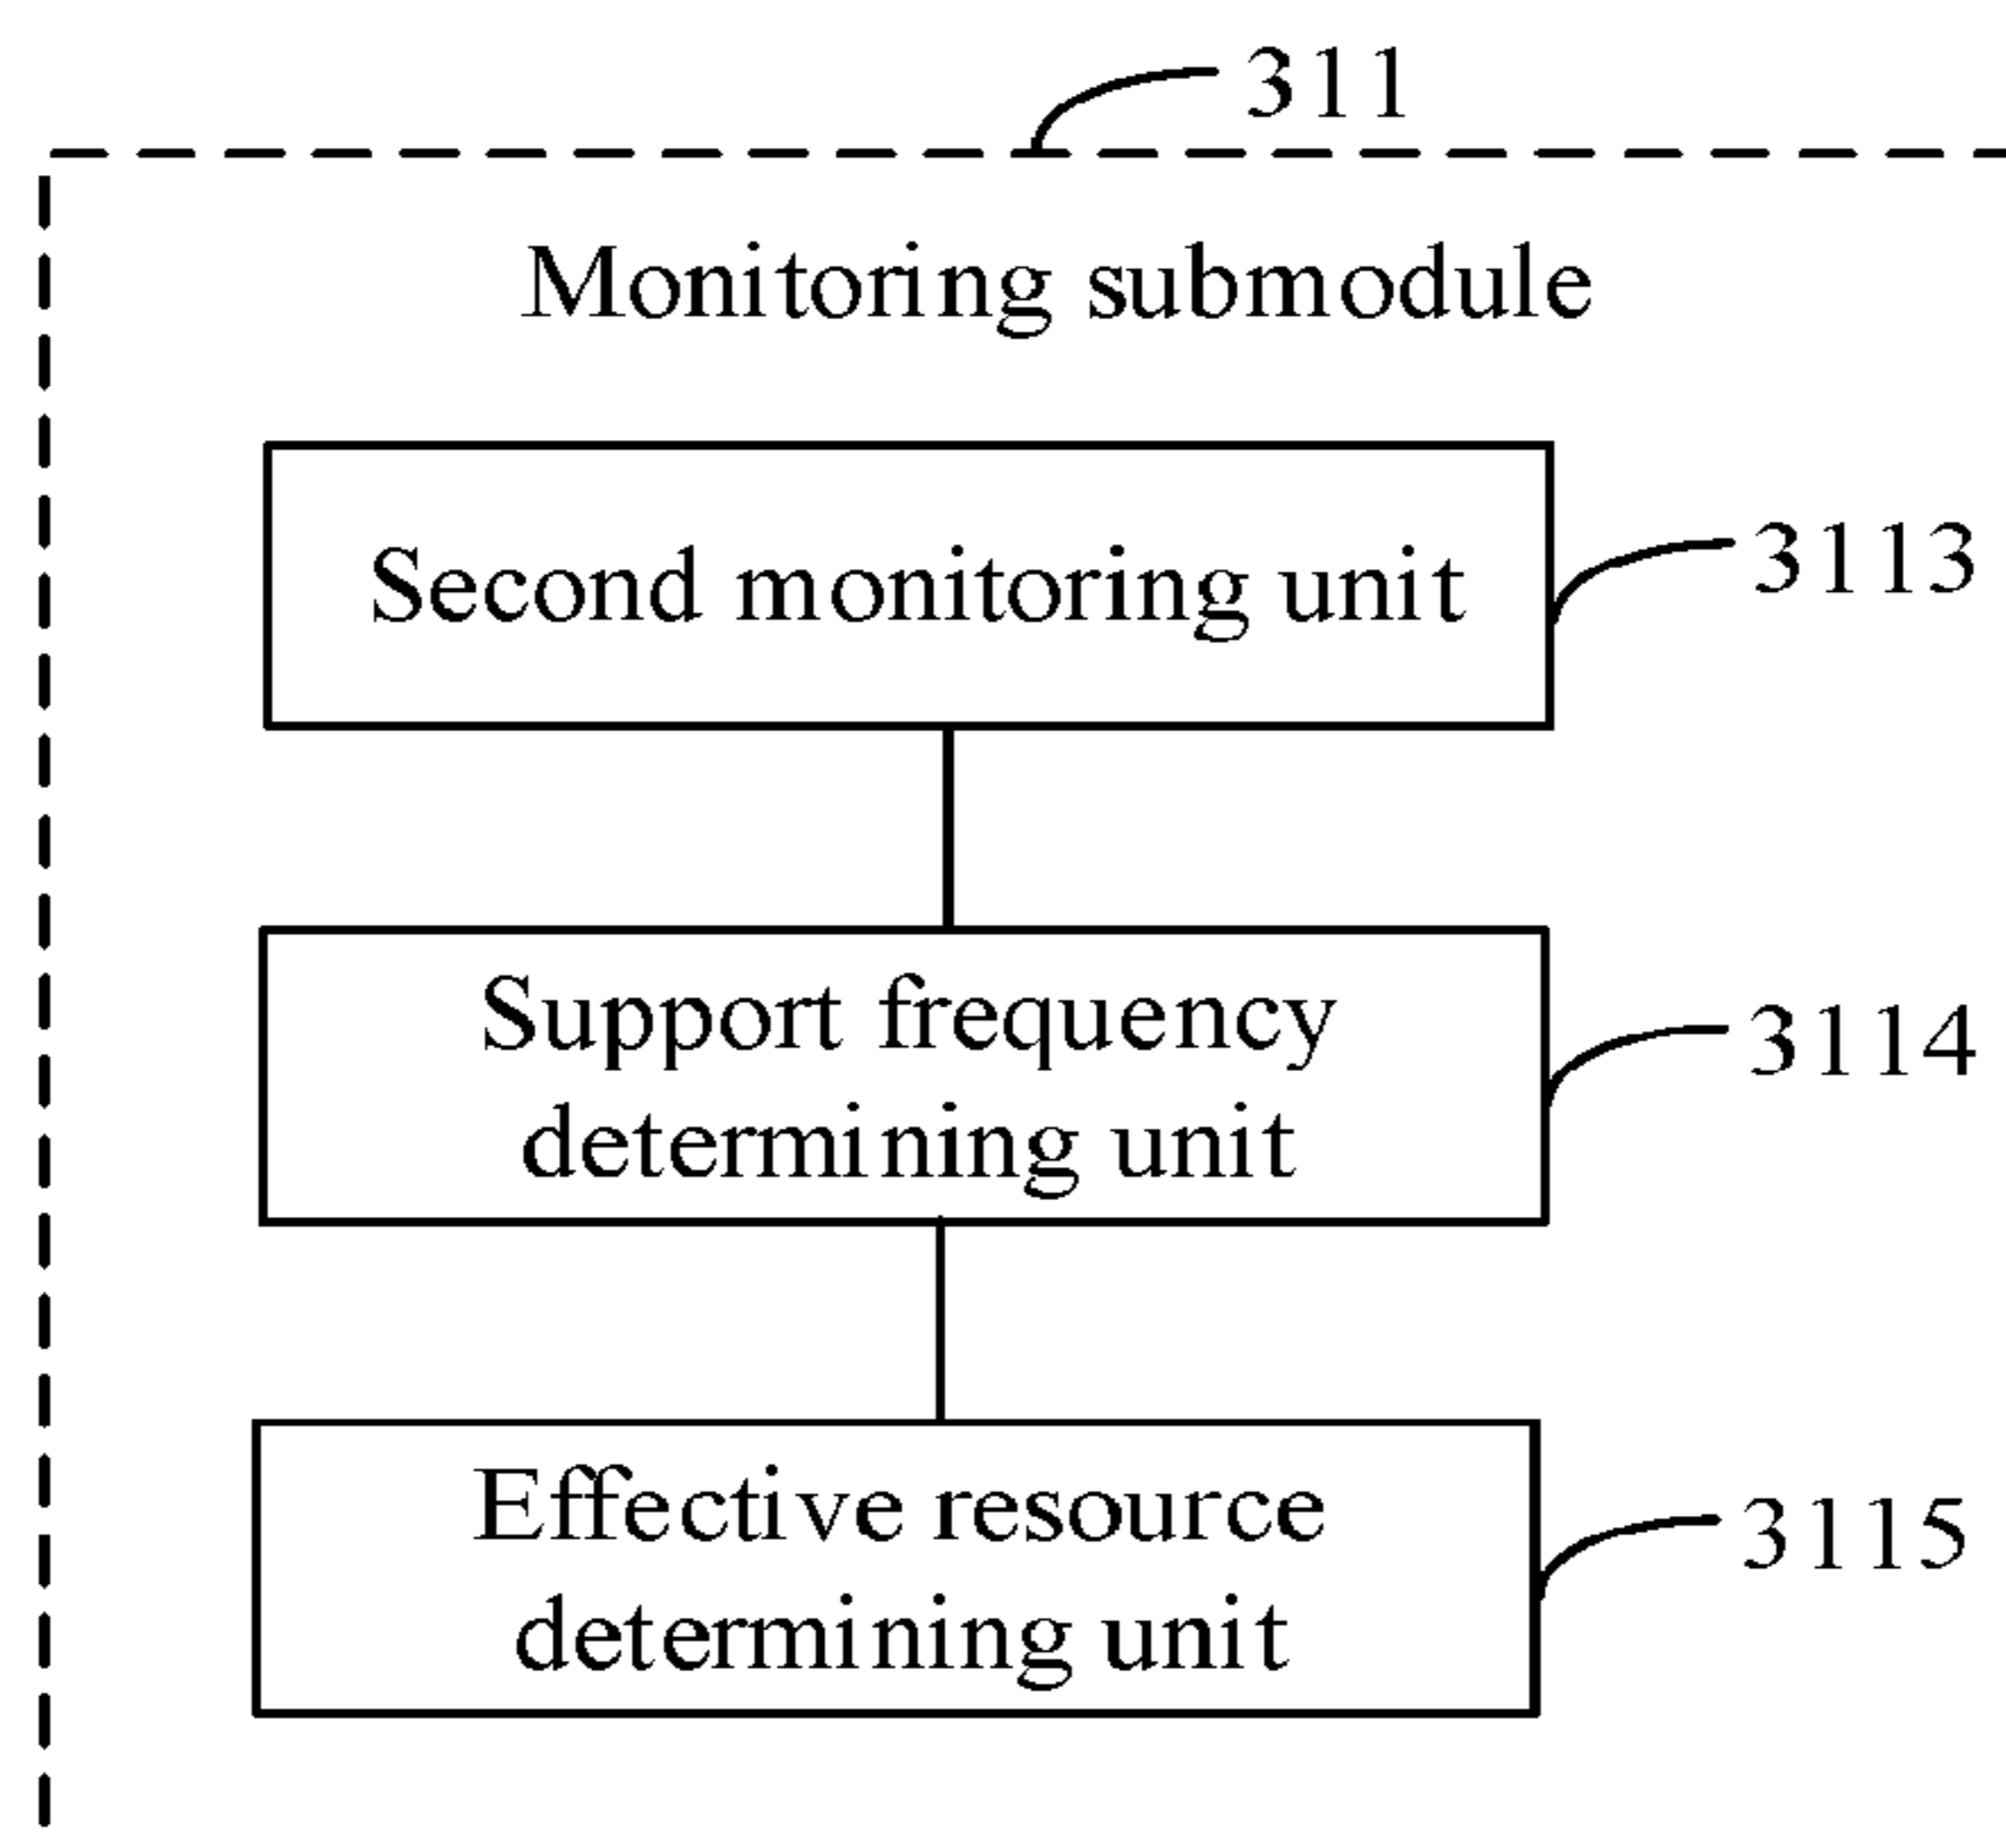 311
Monitoring submodule
Second monitoring unit
3113
Support frequency
determining unit
3114
Effective resource
determining unit
3115